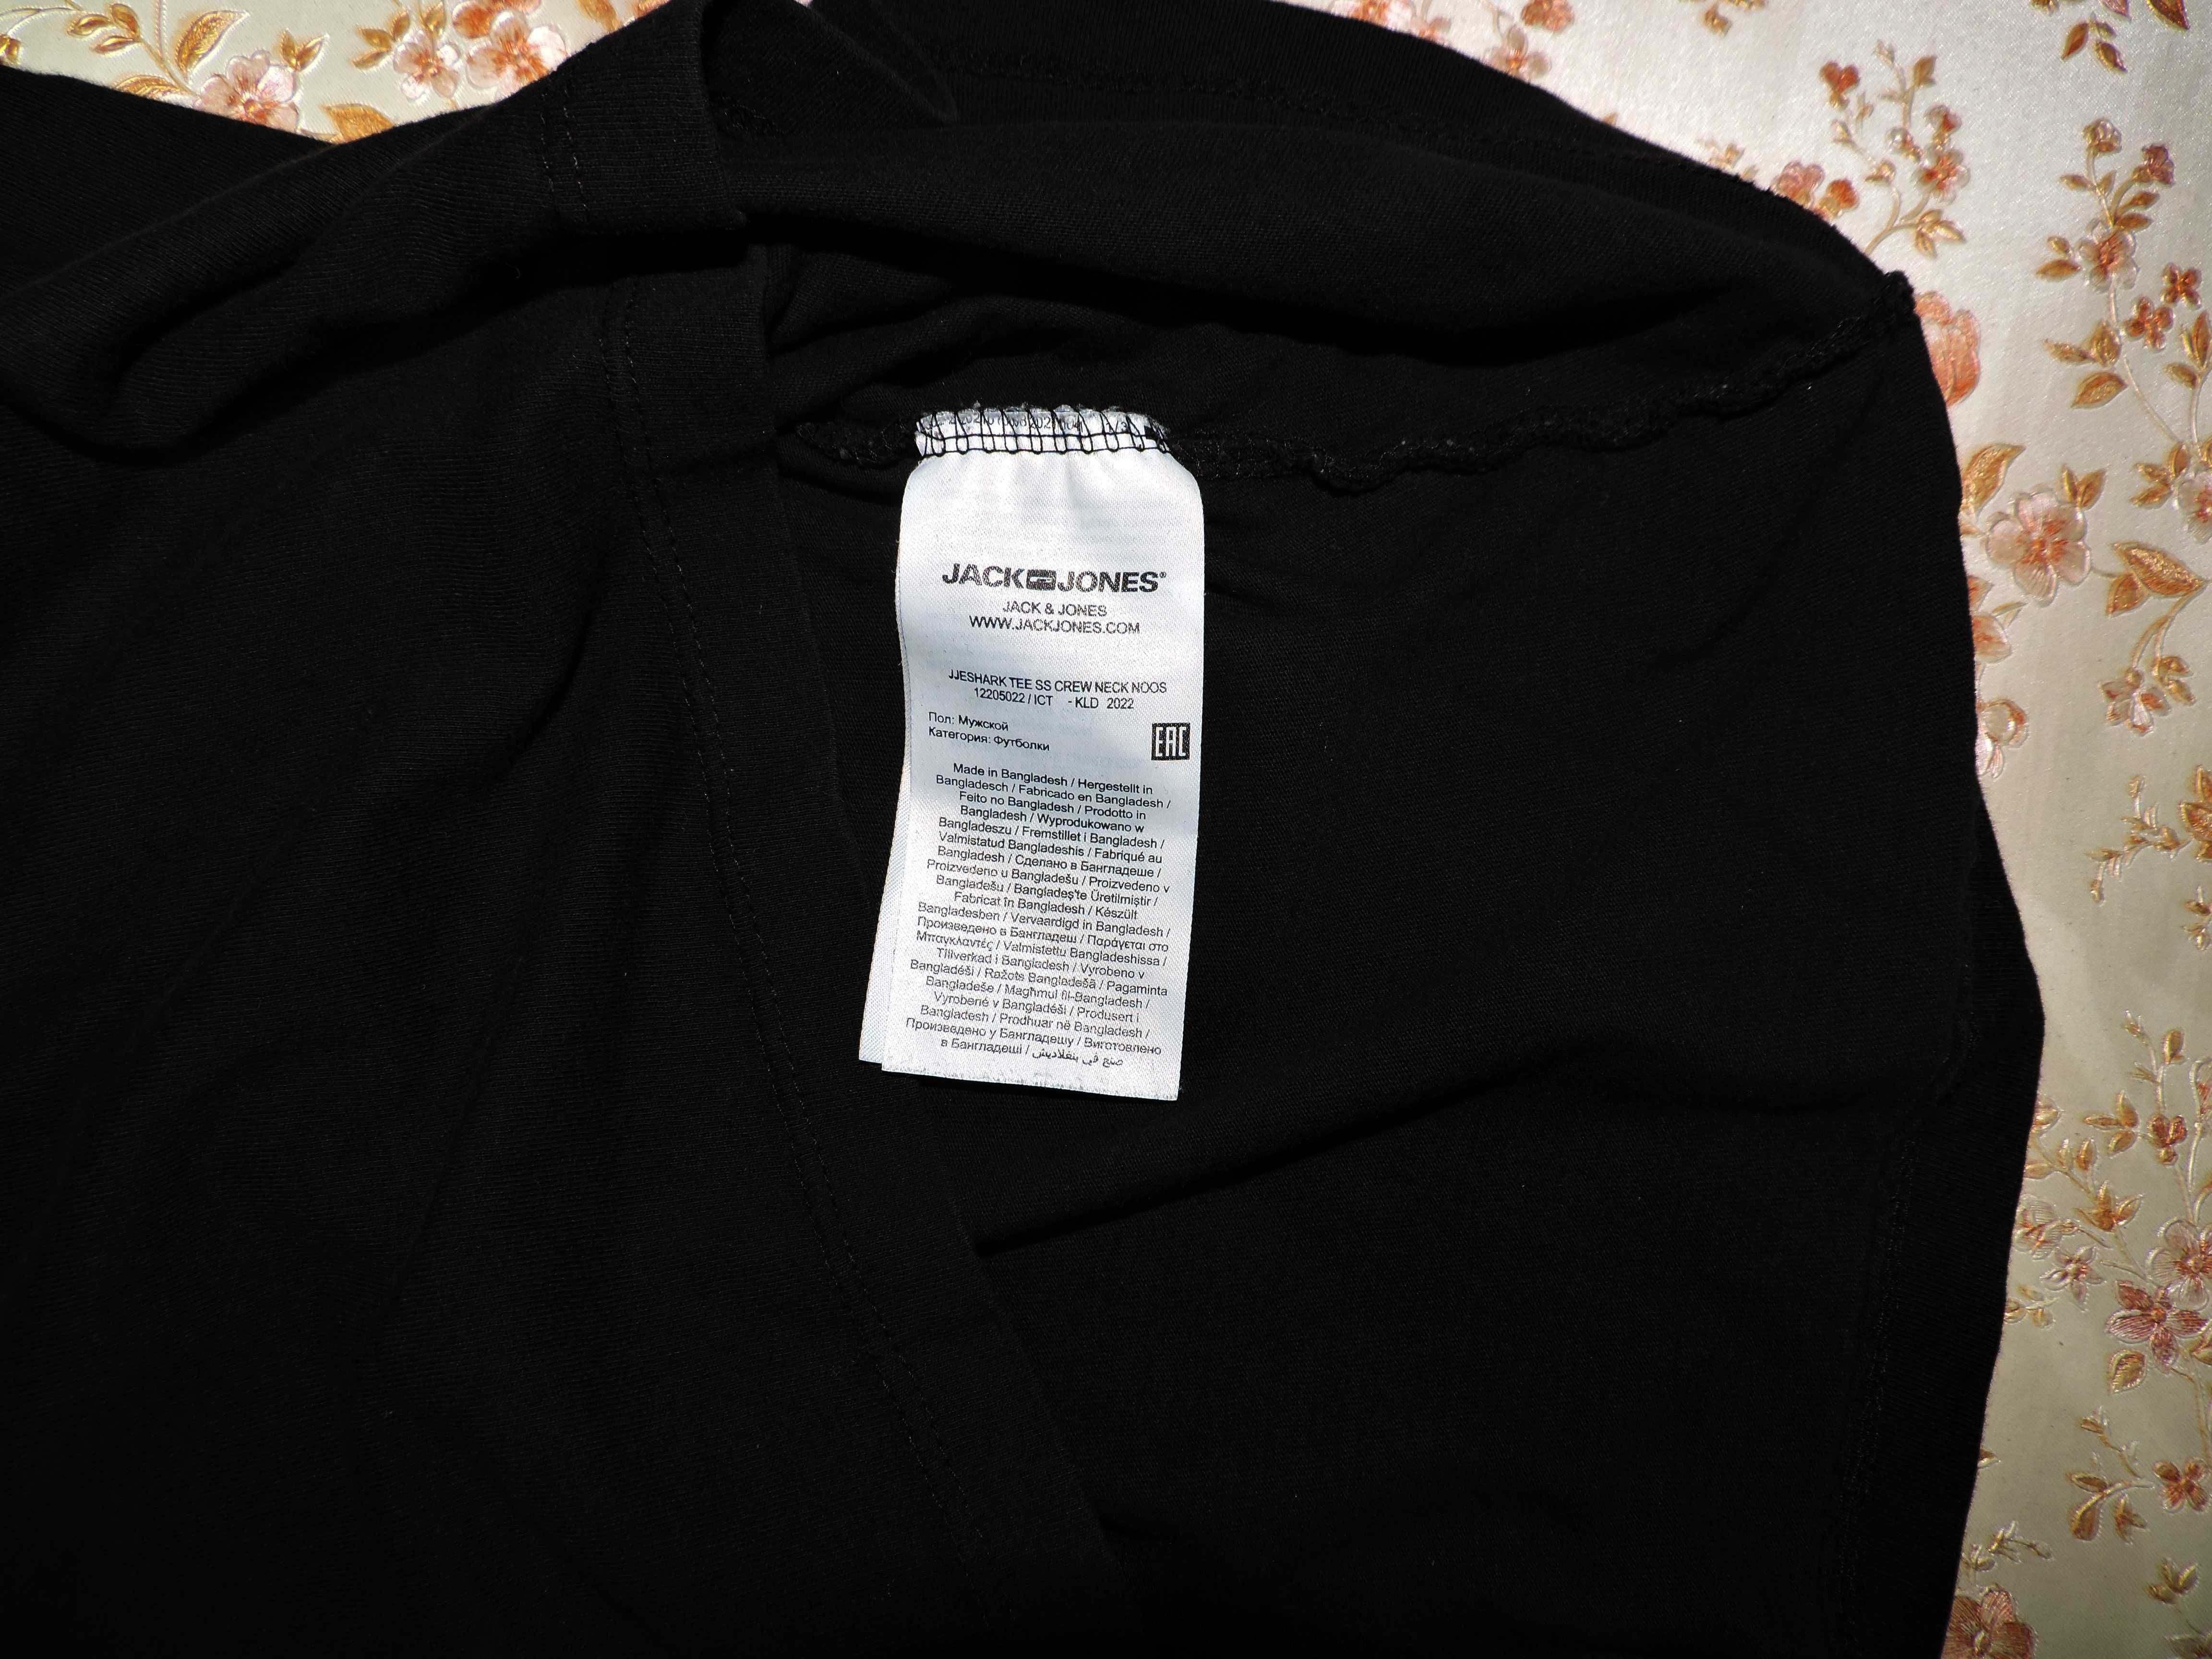 JACK JONES®
JACK & JONES
WWW.JACKJONES.COM
JJESHARK TEE SS CREW NECK NOOS
12205022 / ICT - KLD 2022
Пол: Мужской
Категория: Футболки
EAC
Made in Bangladesh / Hergestellt in
Bangladesch / Fabricado en Bangladesh /
Feito no Bangladesh / Prodotto in
Bangladesh / Wyprodukowano w
Bangladeszu / Fremstillet i Bangladesh /
Valmistatud Bangladeshis / Fabriqué au
Bangladesh / Сделано в Бангладеше /
Proizvedeno u Bangladešu / Proizvedeno v
Bangladešu / Bangladeş'te Üretilmiştir /
Fabricat în Bangladesh / Készült
Bangladesben / Vervaardigd in Bangladesh /
Произведено в Бангладеш / Παράγεται στο
Μπαγκλαντές / Valmistettu Bangladeshissa /
Tillverkad i Bangladesh / Vyrobeno v
Bangladéši / Ražots Bangladešā / Pagaminta
Bangladeše / Magħmul fil-Bangladesh /
Vyrobené v Bangladéši / Produsert i
Bangladesh / Prodhuar në Bangladesh /
Произведено у Бангладешу / Виготовлено
в Бангладеші / صنع في بنغلاديش